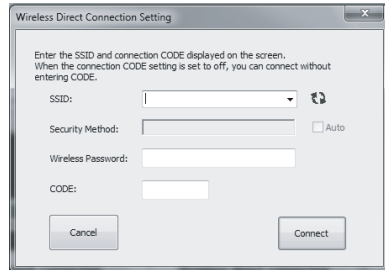 Wireless Direct Connection Setting
Enter the SSID and connection CODE displayed on the screen.
When the connection CODE setting is set to off, you can connect without
entering CODE.
SSID:
Security Method:
Auto
Wireless Password:
CODE:
Cancel
Connect